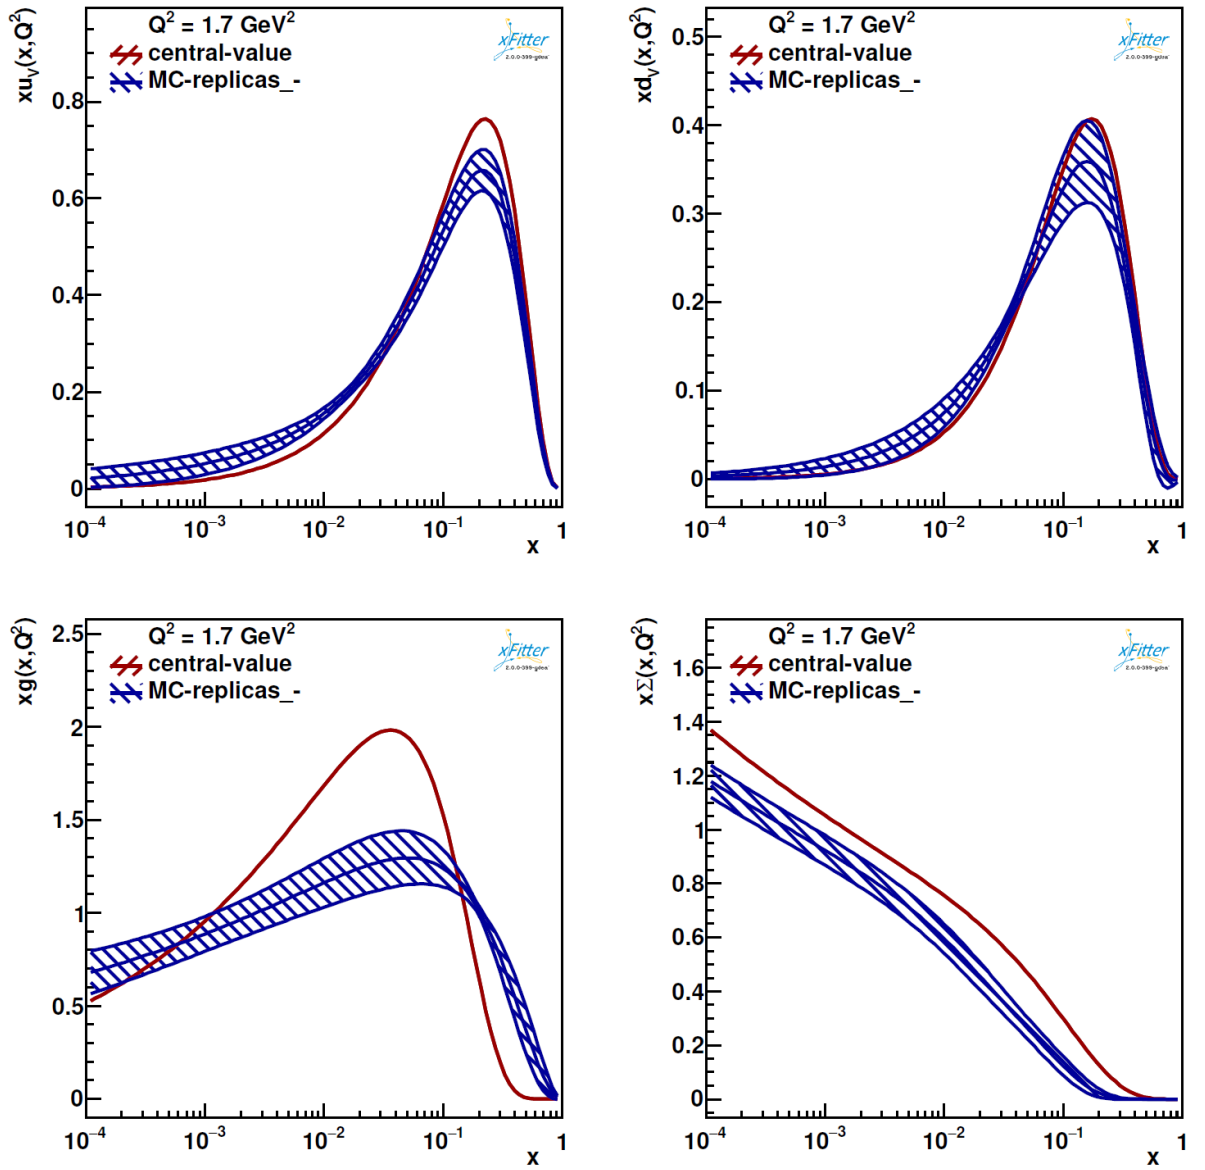 Q² = 1.7 GeV²
central-value
MC-replicas_-
xFitter
2.0.0-399-gdea
xu_V(x,Q²)
0.8
0.6
0.4
0.2
0
10⁻⁴ 10⁻³ 10⁻² 10⁻¹ 1
x
Q² = 1.7 GeV²
central-value
MC-replicas_-
xFitter
xd_V(x,Q²)
0.5
0.4
0.3
0.2
0.1
0
10⁻⁴ 10⁻³ 10⁻² 10⁻¹ 1
x
Q² = 1.7 GeV²
central-value
MC-replicas_-
xFitter
xg(x,Q²)
2.5
2
1.5
1
0.5
0
10⁻⁴ 10⁻³ 10⁻² 10⁻¹ 1
x
Q² = 1.7 GeV²
central-value
MC-replicas_-
xFitter
xΣ(x,Q²)
1.6
1.4
1.2
1
0.8
0.6
0.4
0.2
0
10⁻⁴ 10⁻³ 10⁻² 10⁻¹ 1
x